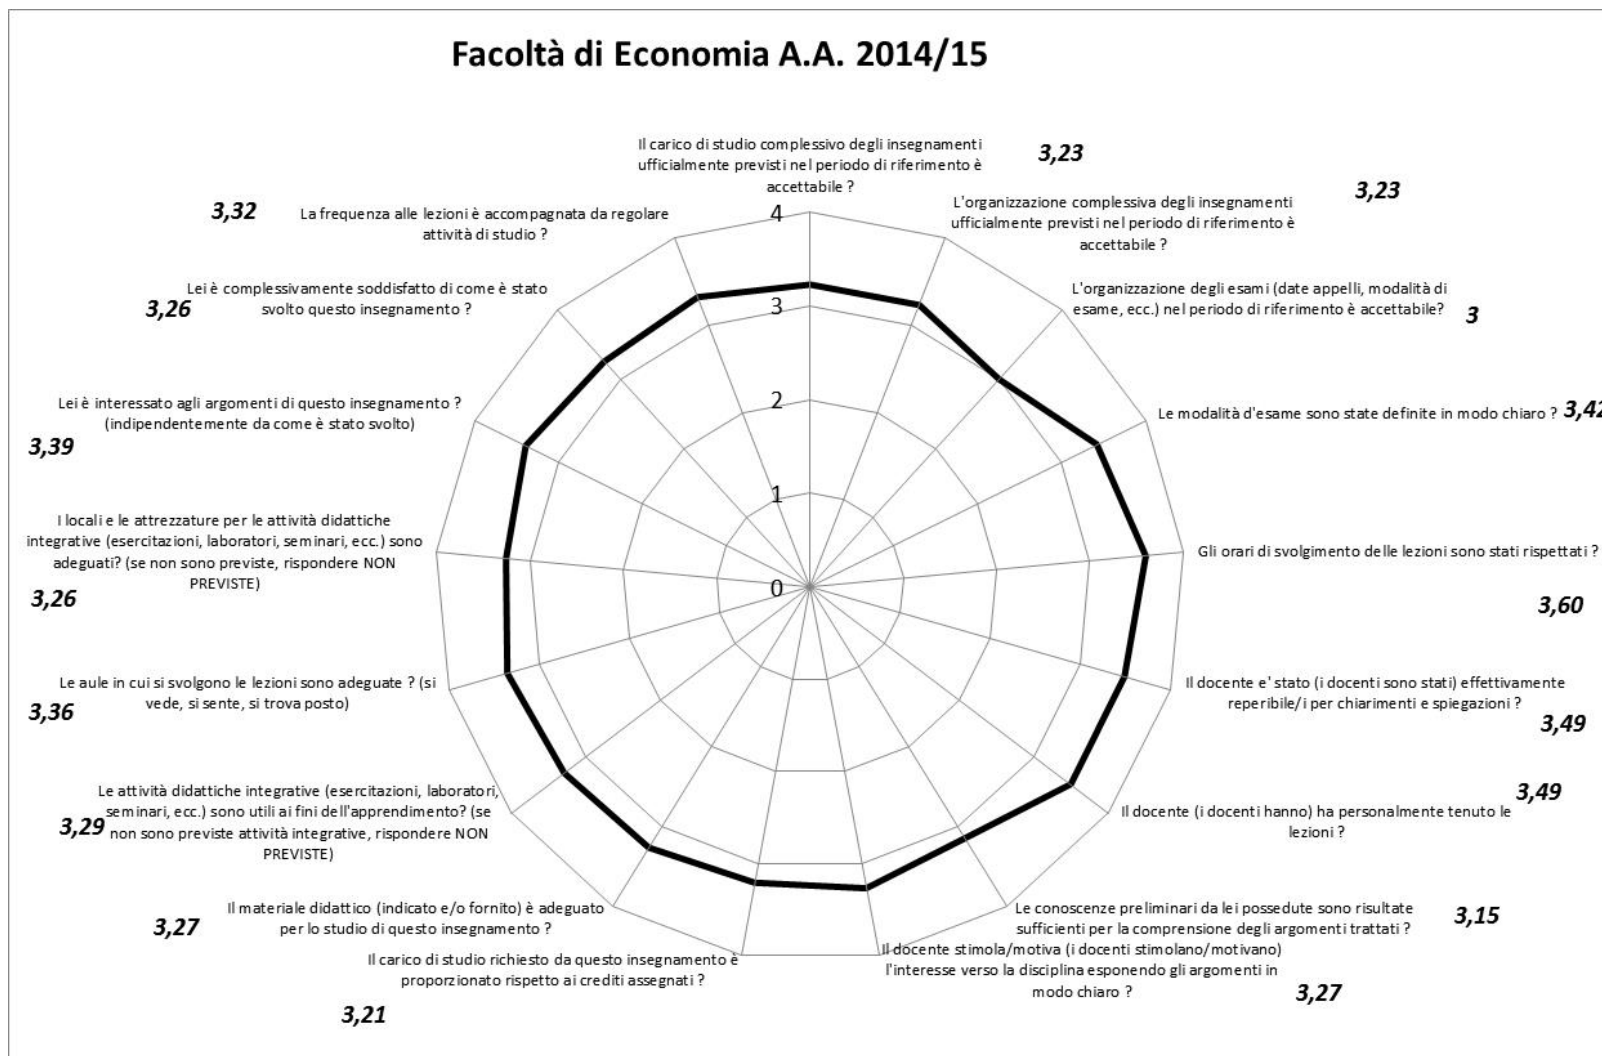 Facoltà di Economia A.A. 2014/15
Il carico di studio complessivo degli insegnamenti
ufficialmente previsti nel periodo di riferimento è
accettabile ?
3,23
L'organizzazione complessiva degli insegnamenti
ufficialmente previsti nel periodo di riferimento è
accettabile ?
3,23
L'organizzazione degli esami (date appelli, modalità di
esame, ecc.) nel periodo di riferimento è accettabile?
3
Le modalità d'esame sono state definite in modo chiaro ?
3,42
Gli orari di svolgimento delle lezioni sono stati rispettati ?
3,60
Il docente e' stato (i docenti sono stati) effettivamente
reperibile/i per chiarimenti e spiegazioni ?
3,49
Il docente (i docenti hanno) ha personalmente tenuto le
lezioni ?
3,49
Le conoscenze preliminari da lei possedute sono risultate
sufficienti per la comprensione degli argomenti trattati ?
3,15
Il docente stimola/motiva (i docenti stimolano/motivano)
l'interesse verso la disciplina esponendo gli argomenti in
modo chiaro ?
3,27
Il carico di studio richiesto da questo insegnamento è
proporzionato rispetto ai crediti assegnati ?
3,21
Il materiale didattico (indicato e/o fornito) è adeguato
per lo studio di questo insegnamento ?
3,27
Le attività didattiche integrative (esercitazioni, laboratori,
seminari, ecc.) sono utili ai fini dell'apprendimento? (se
non sono previste attività integrative, rispondere NON
PREVISTE)
3,29
Le aule in cui si svolgono le lezioni sono adeguate ? (si
vede, si sente, si trova posto)
3,36
I locali e le attrezzature per le attività didattiche
integrative (esercitazioni, laboratori, seminari, ecc.) sono
adeguati? (se non sono previste, rispondere NON
PREVISTE)
3,26
Lei è interessato agli argomenti di questo insegnamento ?
(indipendentemente da come è stato svolto)
3,39
Lei è complessivamente soddisfatto di come è stato
svolto questo insegnamento ?
3,26
La frequenza alle lezioni è accompagnata da regolare
attività di studio ?
3,32
4
3
2
1
0